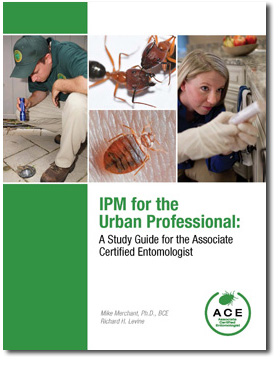 IPM for the
Urban Professional:
A Study Guide for the Associate
Certified Entomologist
Mike Merchant, Ph.D., BCE
Richard H. Levine
ACE
Associate
Certified
Entomologist